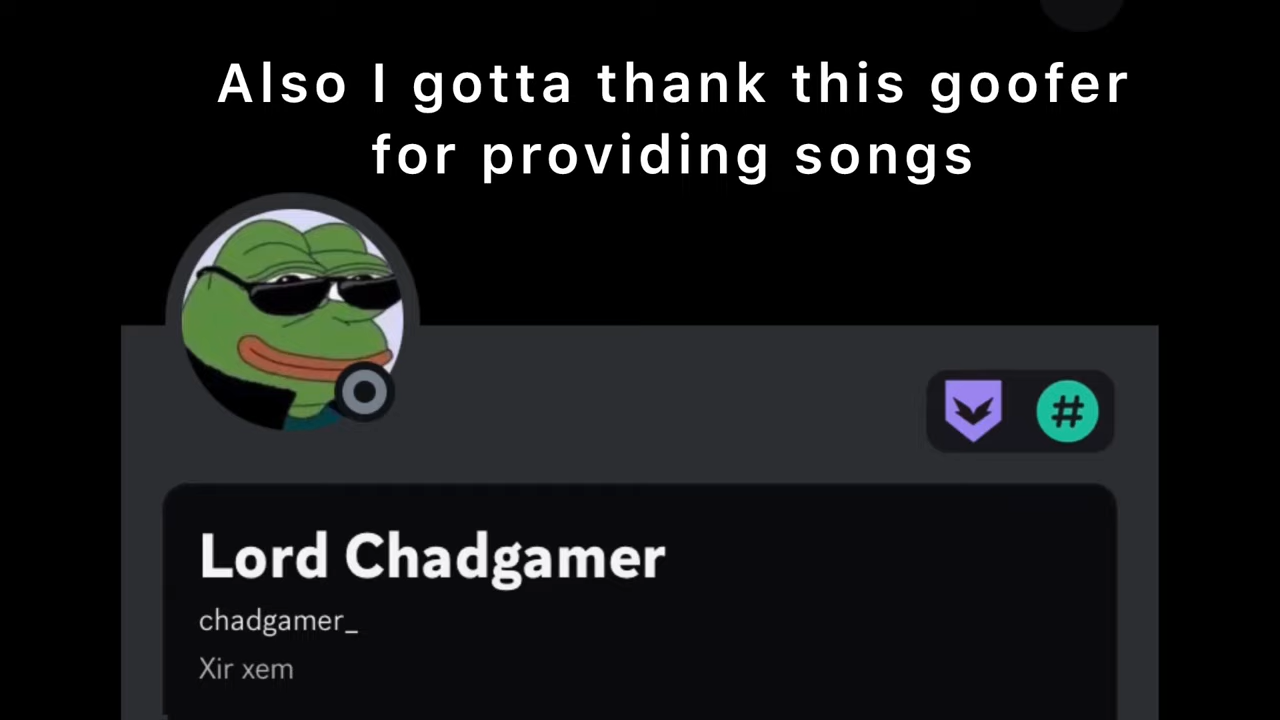 Also I gotta thank this goofer
for providing songs
#
Lord Chadgamer
chadgamer_
Xir xem